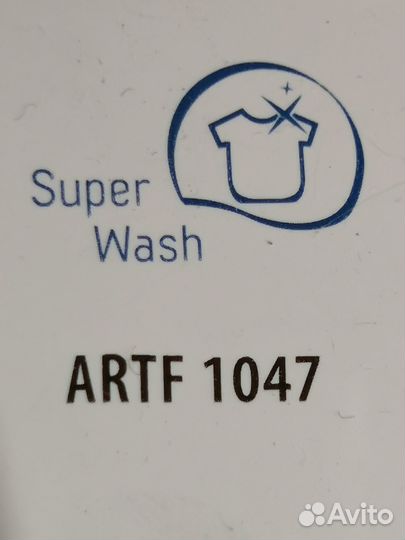 Super
Wash
ARTF 1047
Avito